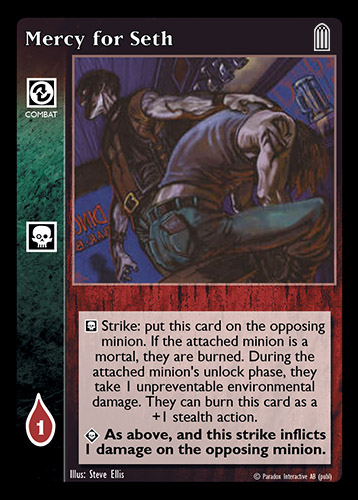 Mercy for Seth
COMBAT
Strike: put this card on the opposing
minion. If the attached minion is a
mortal, they are burned. During the
attached minion's unlock phase, they
take 1 unpreventable environmental
damage. They can burn this card as a
+1 stealth action.
As above, and this strike inflicts
1 damage on the opposing minion.
1
Illus: Steve Ellis
© Paradox Interactive AB (publ)